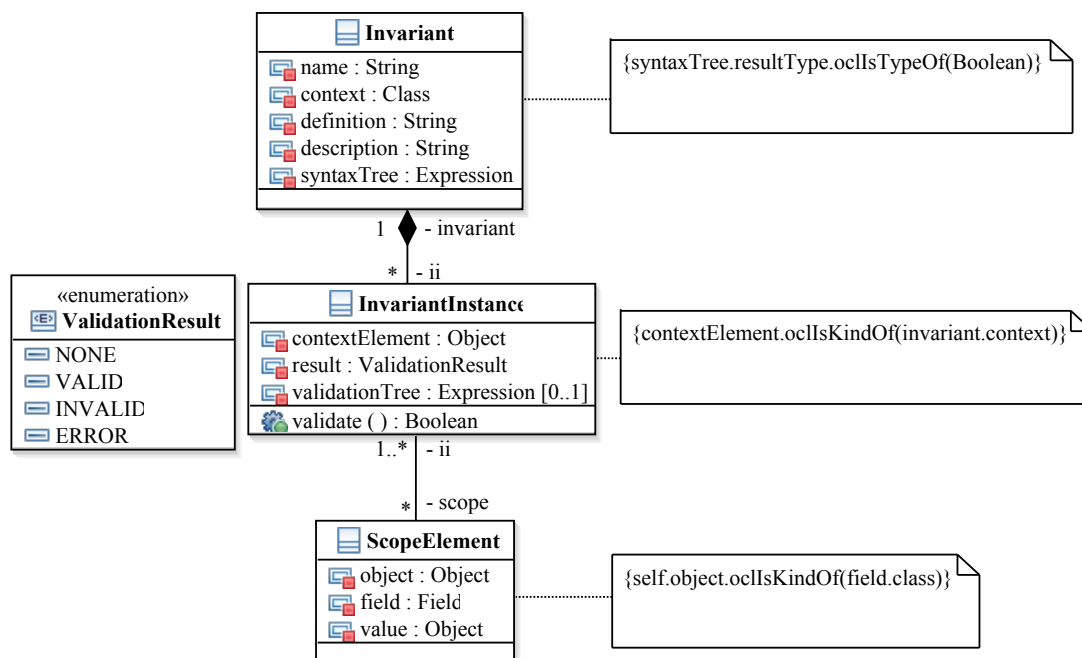 Invariant
name : String
context : Class
definition : String
description : String
syntaxTree : Expression
{syntaxTree.resultType.oclIsTypeOf(Boolean)}
1
- invariant
*
- ii
«enumeration»
ValidationResult
NONE
VALID
INVALID
ERROR
InvariantInstance
contextElement : Object
result : ValidationResult
validationTree : Expression [0..1]
validate ( ) : Boolean
{contextElement.oclIsKindOf(invariant.context)}
1..*
- ii
*
- scope
ScopeElement
object : Object
field : Field
value : Object
{self.object.oclIsKindOf(field.class)}